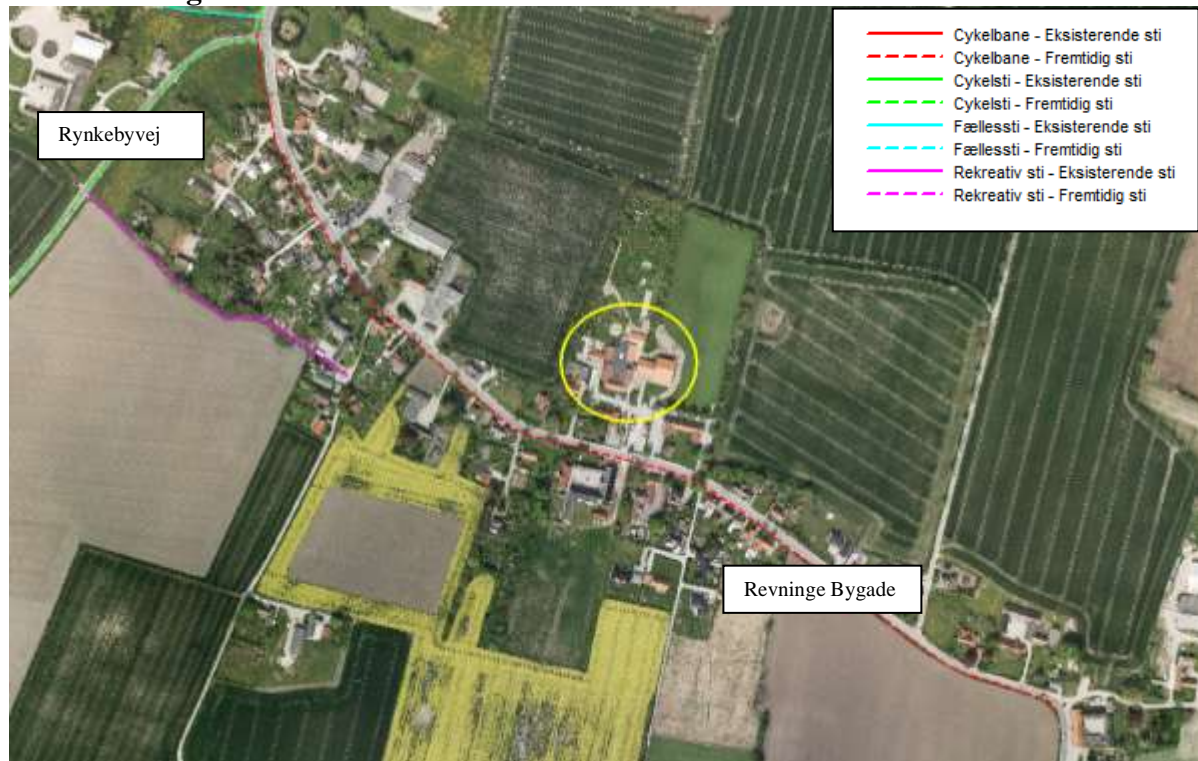 Cykelbane - Eksisterende sti
Cykelbane - Fremtidig sti
Cykelsti - Eksisterende sti
Cykelsti - Fremtidig sti
Fællessti - Eksisterende sti
Fællessti - Fremtidig sti
Rekreativ sti - Eksisterende sti
Rekreativ sti - Fremtidig sti
Rynkebyvej
Revninge Bygade